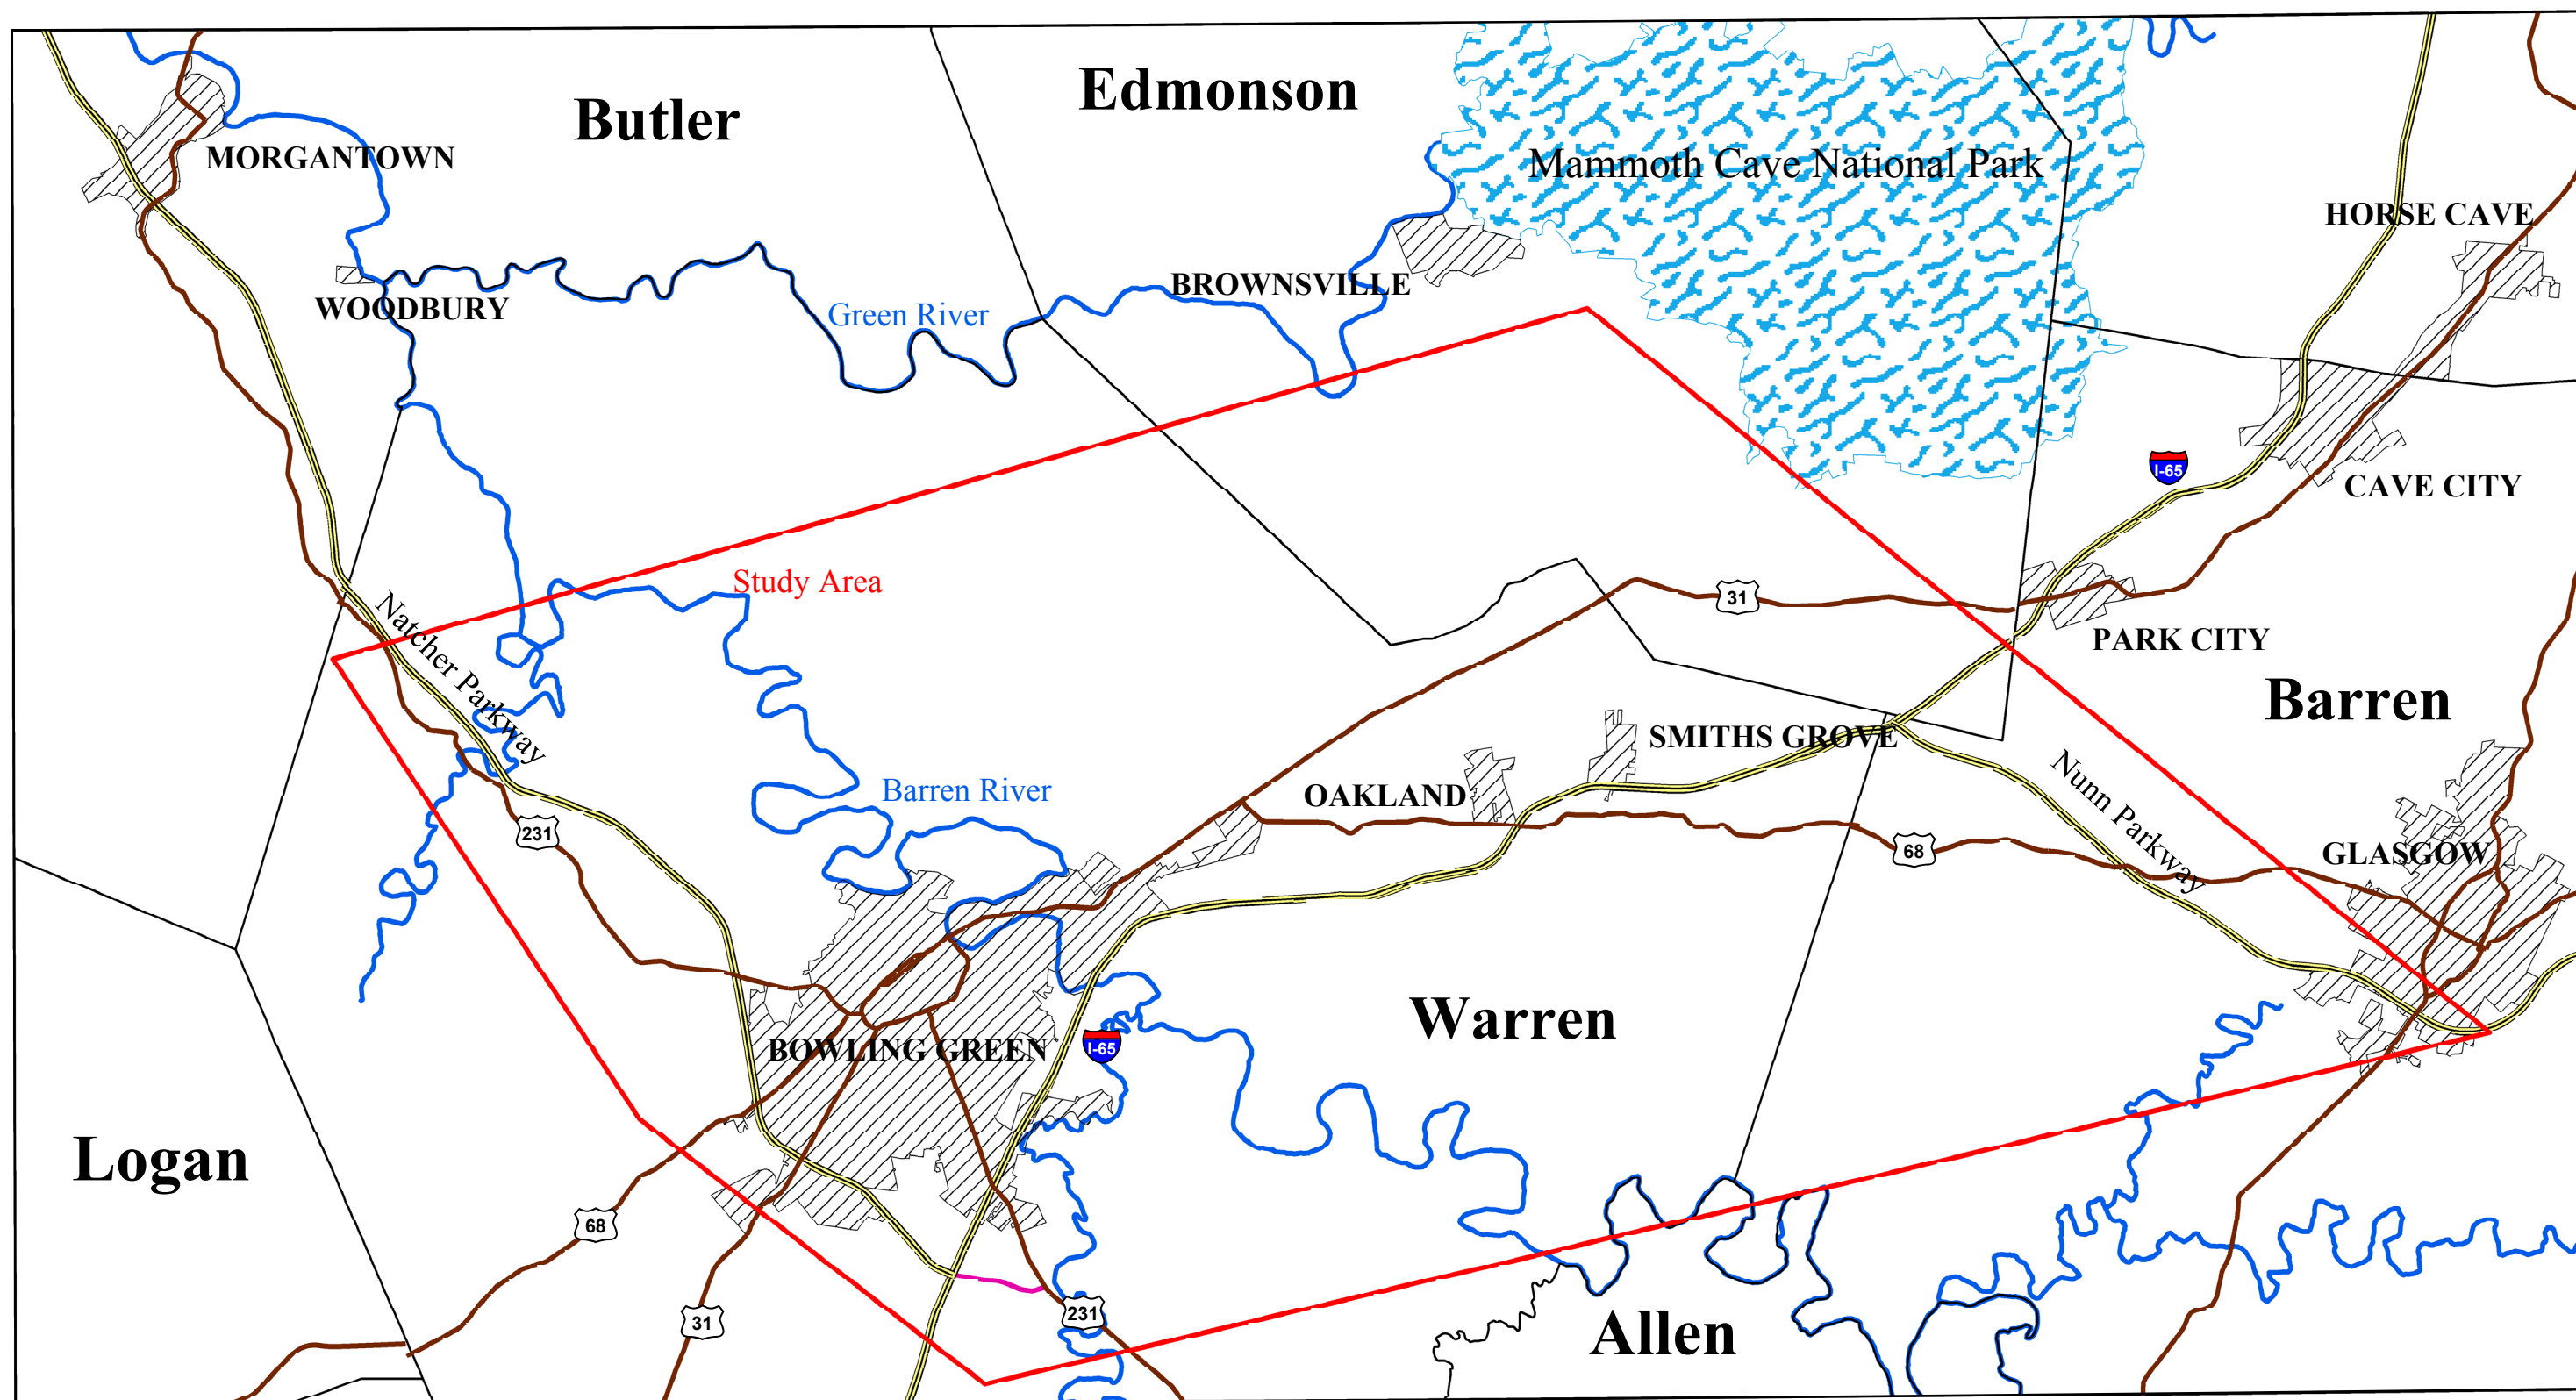 Edmonson
Butler
MORGANTOWN
Mammoth Cave National Park
HORSE CAVE
BROWNSVILLE
WOODBURY
Green River
I-65
CAVE CITY
Study Area
31
Natcher Parkway
PARK CITY
Barren
SMITHS GROVE
Barren River
OAKLAND
Nunn Parkway
231
68
GLASGOW
Warren
BOWLING GREEN
I-65
Logan
68
31
231
Allen